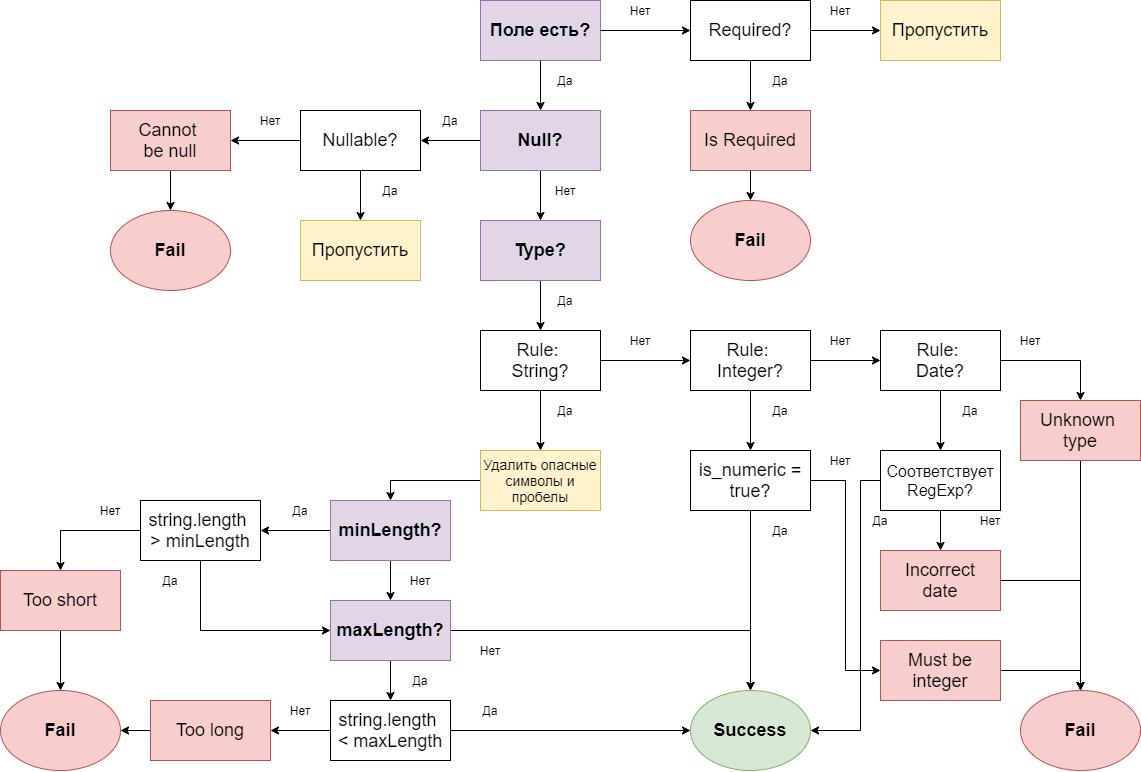 Поле есть?
Нет
Required?
Нет
Пропустить
Да
Да
Cannot
be null
Нет
Nullable?
Да
Null?
Is Required
Да
Нет
Fail
Пропустить
Type?
Fail
Да
Rule:
String?
Нет
Rule:
Integer?
Нет
Rule:
Date?
Нет
Да
Да
Да
Unknown
type
Удалить опасные
символы и
пробелы
is_numeric =
true?
Нет
Соответствует
RegExp?
Нет
string.length
> minLength
Да
minLength?
Да
Да
Нет
Да
Нет
Incorrect
date
Too short
maxLength?
Нет
Must be
integer
Да
Fail
Too long
Нет
string.length
< maxLength
Да
Success
Fail